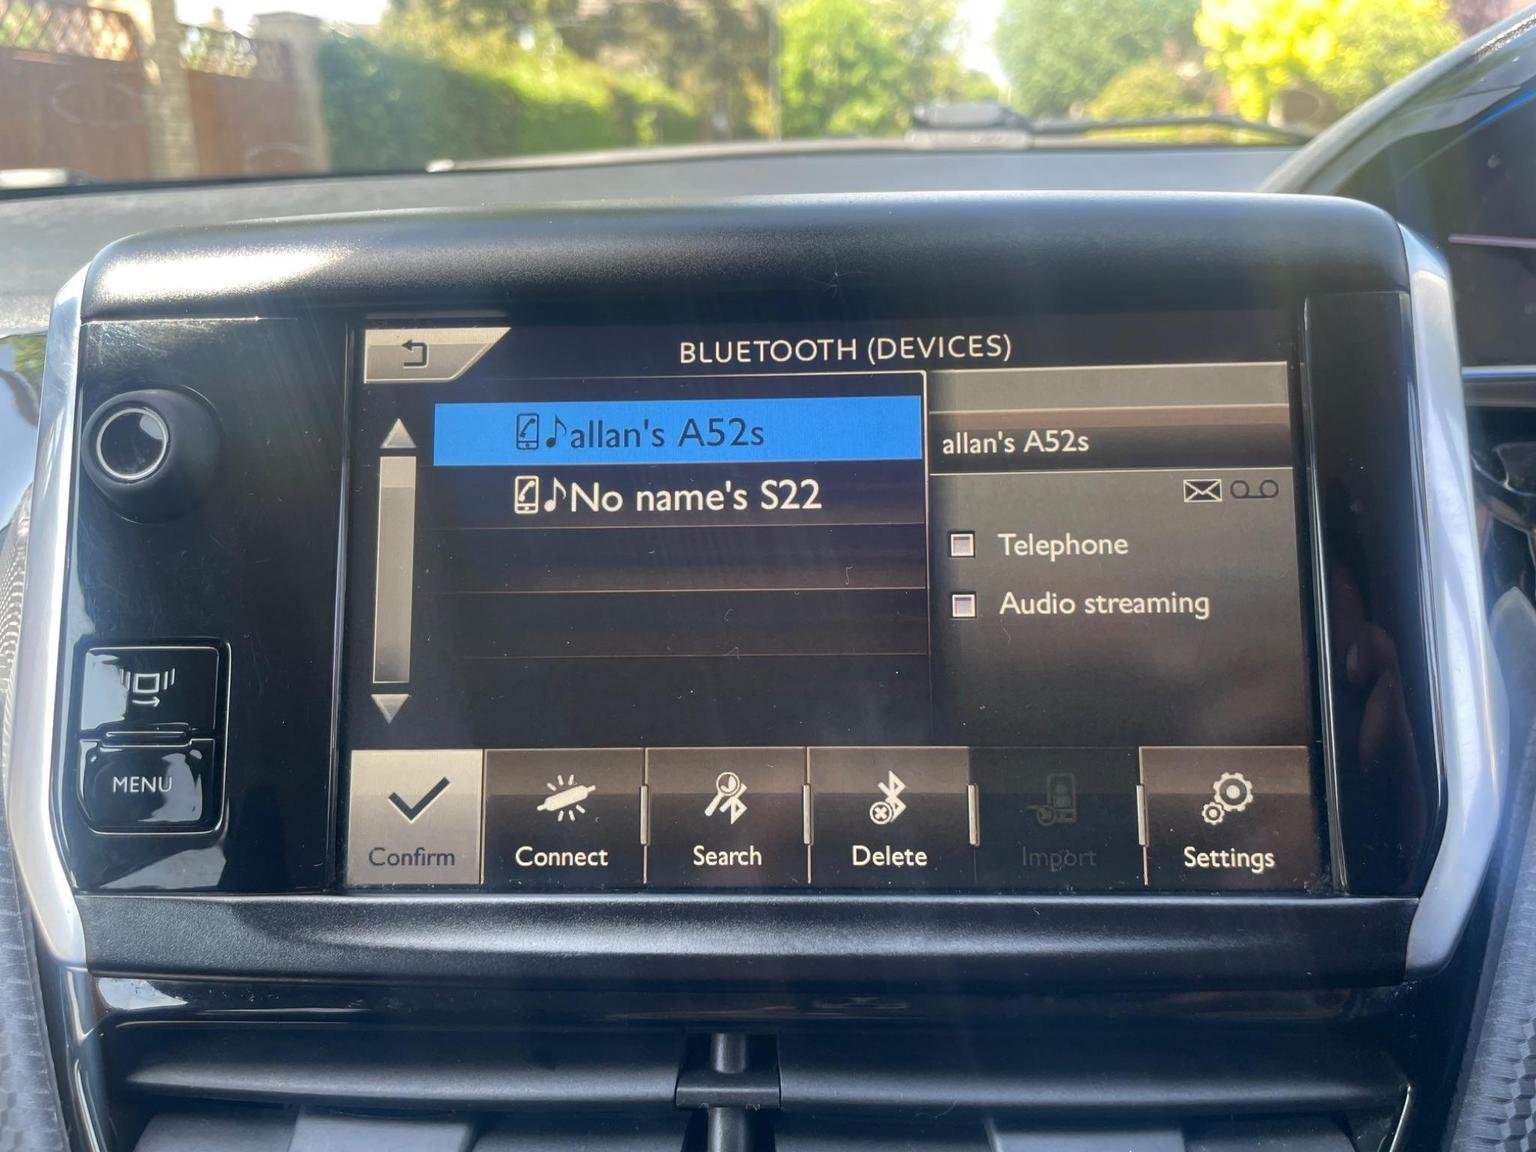 BLUETOOTH (DEVICES)
allan's A52s
No name's S22
allan's A52s
Telephone
Audio streaming
MENU
Confirm
Connect
Search
Delete
Import
Settings